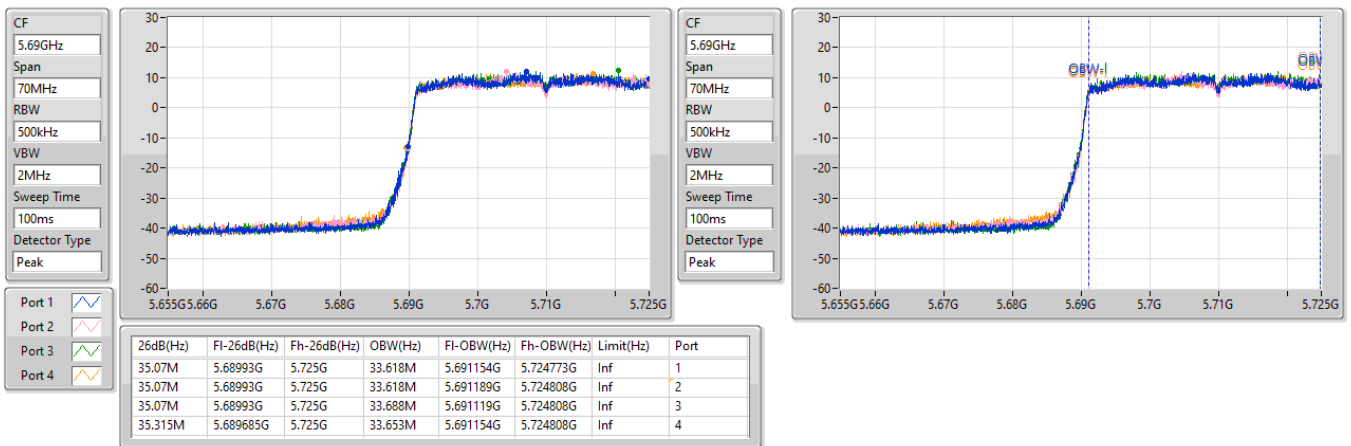 CF
5.69GHz
Span
70MHz
RBW
500kHz
VBW
2MHz
Sweep Time
100ms
Detector Type
Peak
30
20
10
0
-10
-20
-30
-40
-50
-60
5.655G 5.66G 5.67G 5.68G 5.69G 5.7G 5.71G 5.725G
CF
5.69GHz
Span
70MHz
RBW
500kHz
VBW
2MHz
Sweep Time
100ms
Detector Type
Peak
30
20
10
0
-10
-20
-30
-40
-50
-60
OBW-l
5.655G 5.66G 5.67G 5.68G 5.69G 5.7G 5.71G 5.725G
Port 1
Port 2
Port 3
Port 4
26dB(Hz) Fl-26dB(Hz) Fh-26dB(Hz) OBW(Hz) Fl-OBW(Hz) Fh-OBW(Hz) Limit(Hz) Port
35.07M 5.68993G 5.725G 33.618M 5.691154G 5.724773G Inf 1
35.07M 5.68993G 5.725G 33.618M 5.691189G 5.724808G Inf 2
35.07M 5.68993G 5.725G 33.688M 5.691119G 5.724808G Inf 3
35.315M 5.689685G 5.725G 33.653M 5.691154G 5.724808G Inf 4